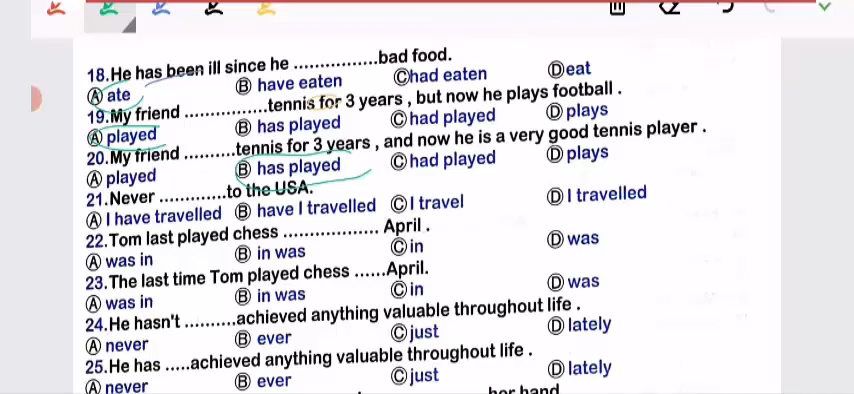 18.He has been ill since he ................bad food.
Ⓐ ate Ⓑ have eaten Ⓒhad eaten Ⓓeat
19.My friend ................tennis for 3 years , but now he plays football .
Ⓐ played Ⓑ has played Ⓒhad played Ⓓ plays
20.My friend ..........tennis for 3 years , and now he is a very good tennis player .
Ⓐ played Ⓑ has played Ⓒhad played Ⓓ plays
21.Never .............to the USA.
Ⓐ I have travelled Ⓑ have I travelled ⒸI travel Ⓓ I travelled
22.Tom last played chess ................... April .
Ⓐ was in Ⓑ in was Ⓒin Ⓓ was
23.The last time Tom played chess ......April.
Ⓐ was in Ⓑ in was Ⓒin Ⓓ was
24.He hasn't ..........achieved anything valuable throughout life .
Ⓐ never Ⓑ ever Ⓒjust Ⓓ lately
25.He has .....achieved anything valuable throughout life .
Ⓐ never Ⓑ ever Ⓒjust Ⓓ lately
her hand